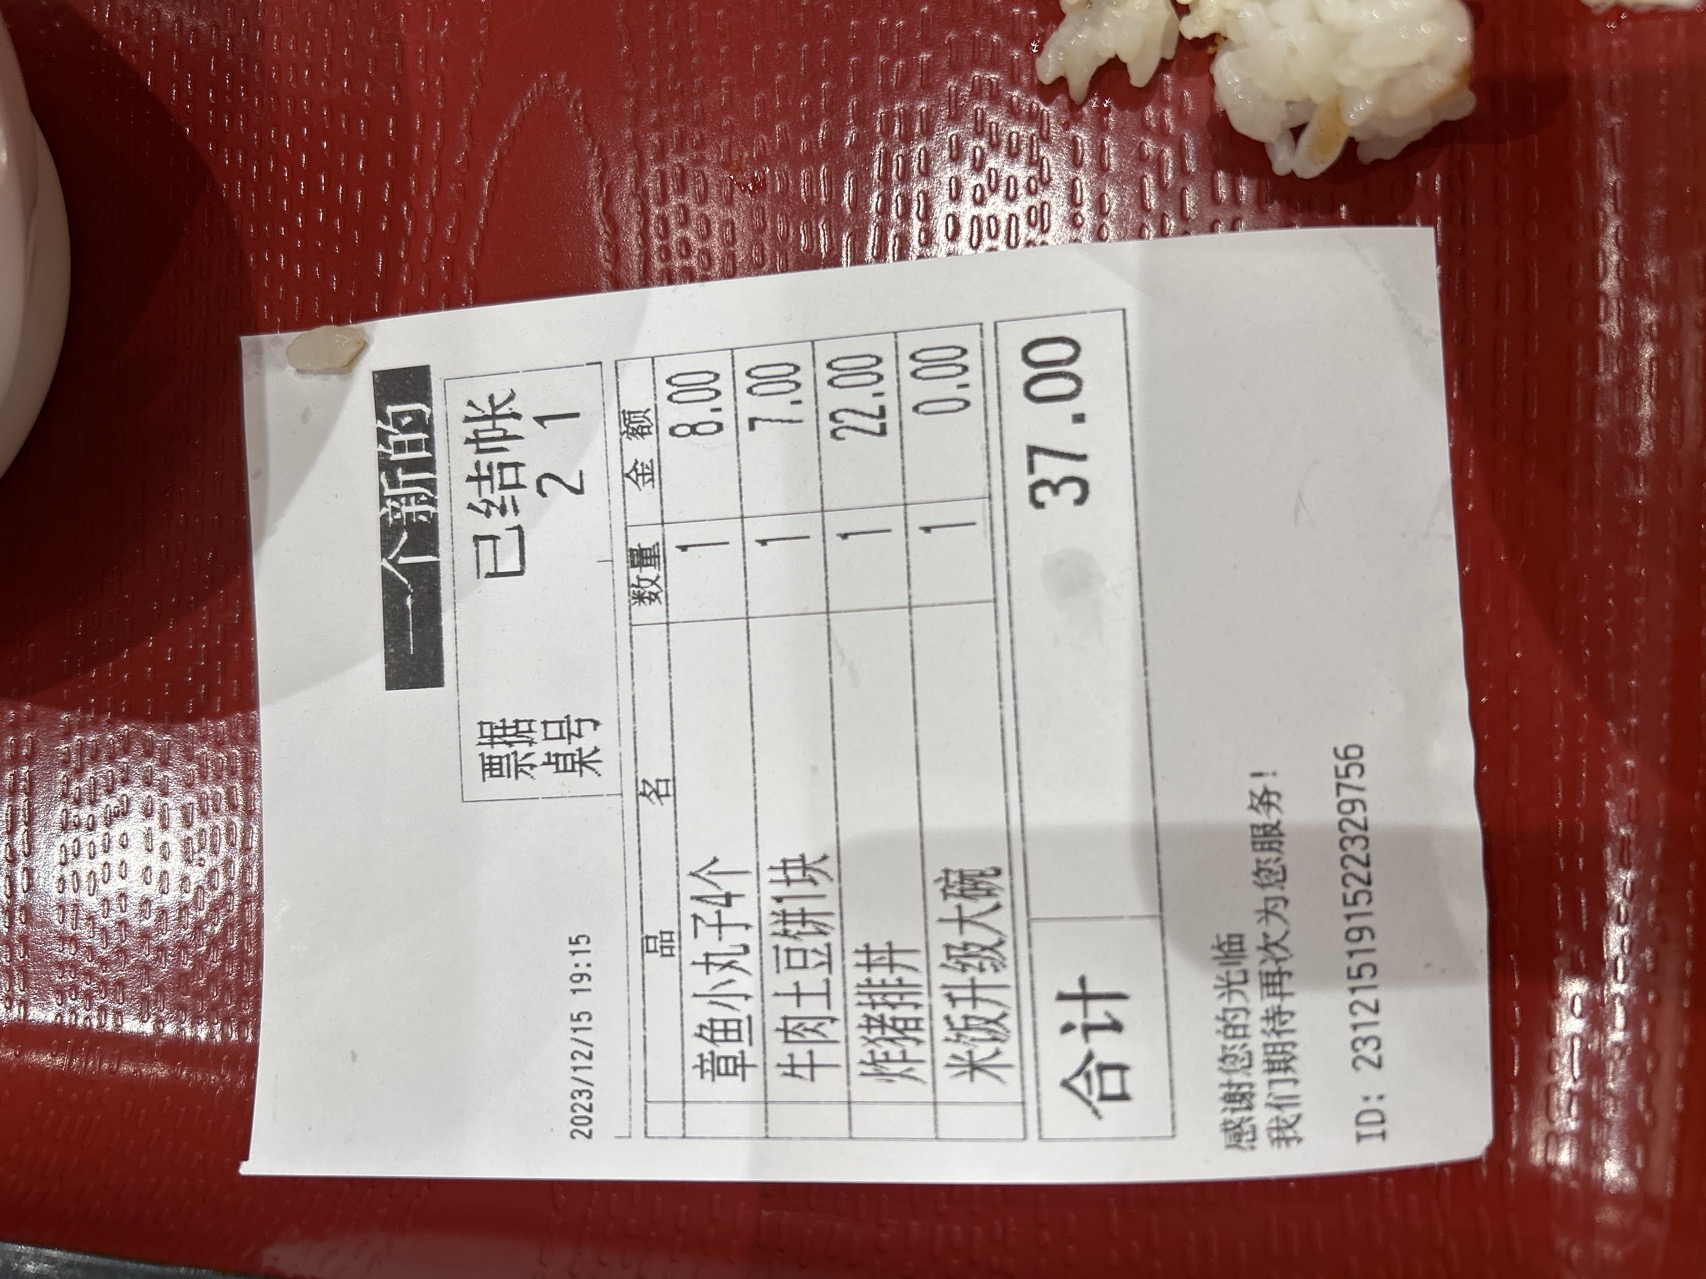 一个新的
票据 已结帐
2023/12/15 19:15 桌号 2 1
品 名 数量 金 额
章鱼小丸子4个 1 8.00
牛肉土豆饼1块 1 7.00
炸猪排丼 1 22.00
米饭升级大碗 1 0.00
合计 37.00
感谢您的光临
我们期待再次为您服务!
ID: 231215191522329756